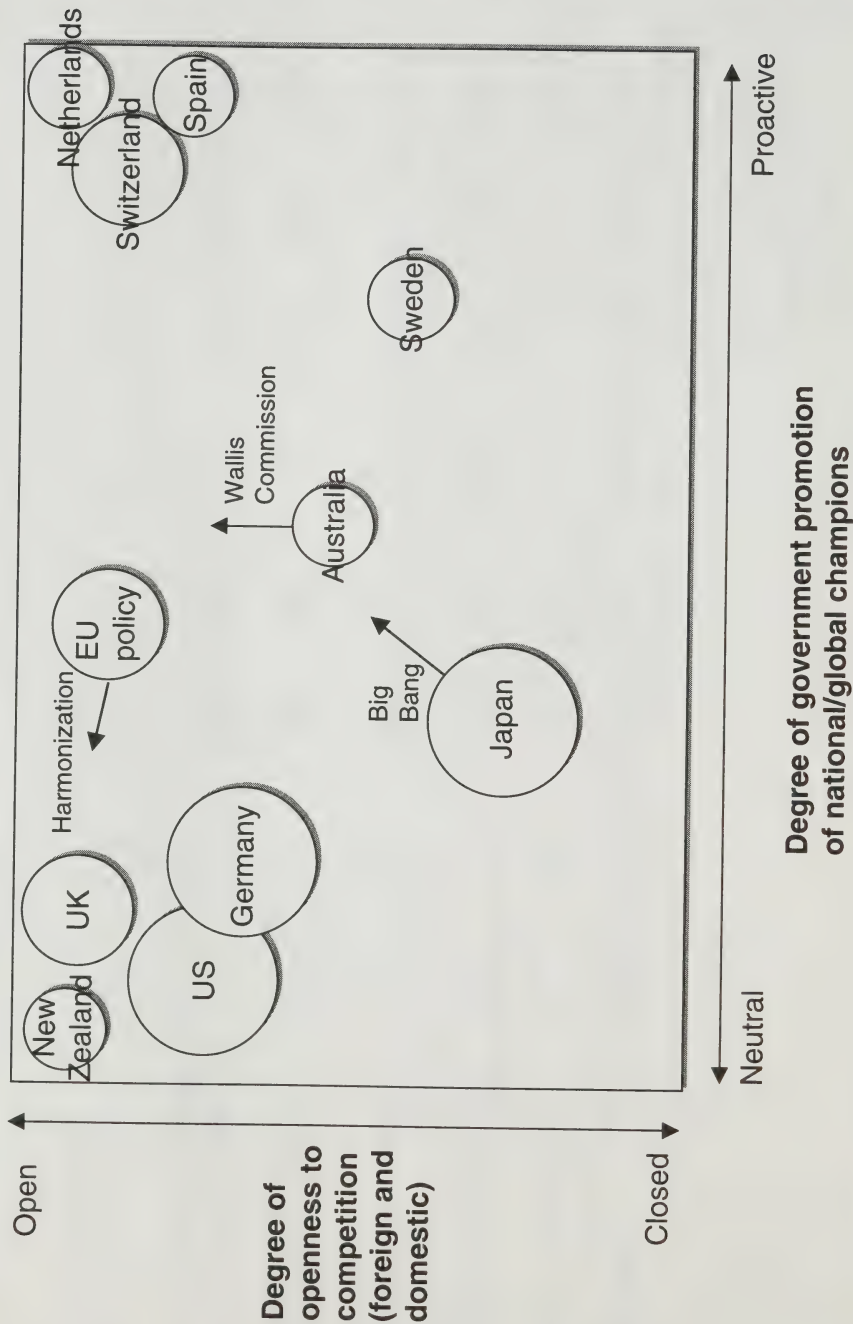 Open
Degree of
openness to
competition
(foreign and
domestic)
Closed
New
Zealand
UK
US
Germany
Harmonization
EU
policy
Big
Bang
Japan
Wallis
Commission
Australia
Sweden
Netherlands
Switzerland
Spain
Neutral
Proactive
Degree of government promotion
of national/global champions